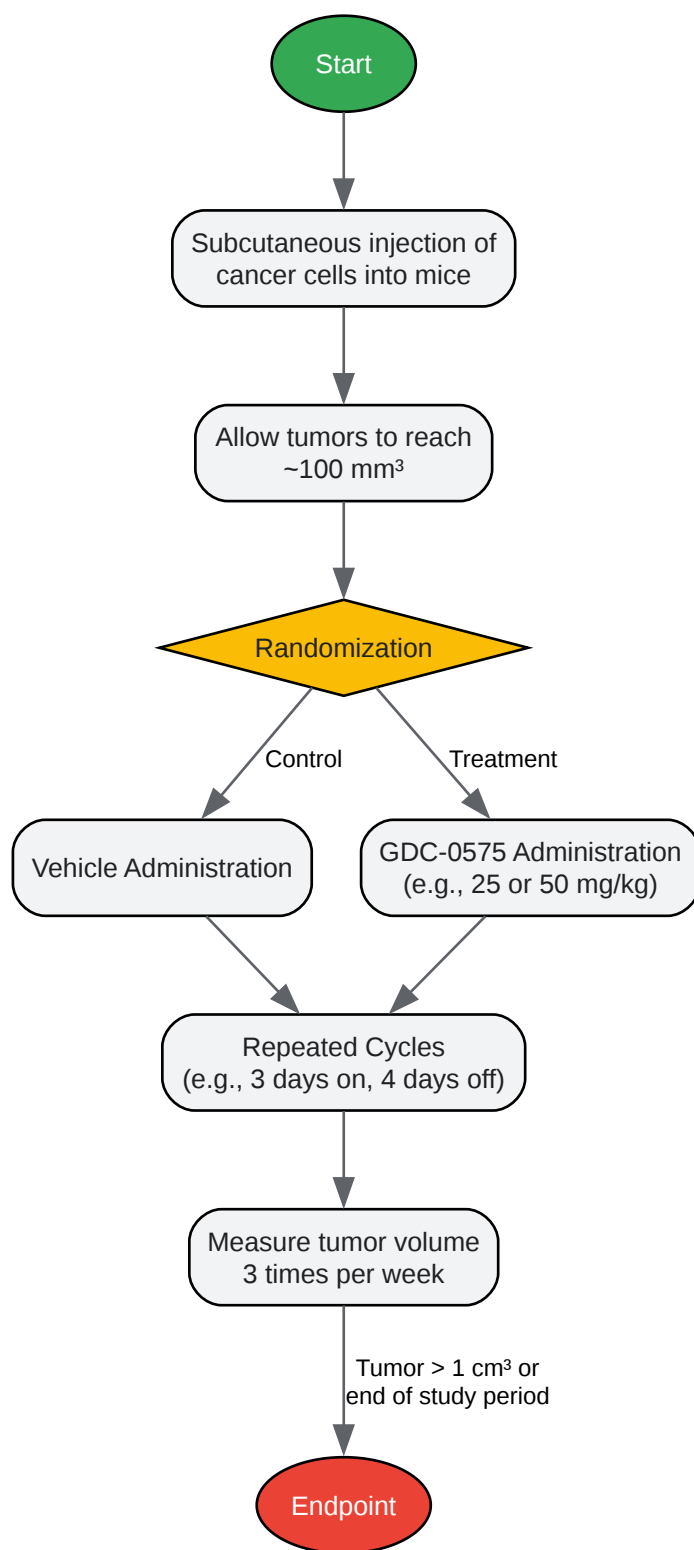 Start
Subcutaneous injection of
cancer cells into mice
Allow tumors to reach
~100 mm³
Randomization
Control
Treatment
Vehicle Administration
GDC-0575 Administration
(e.g., 25 or 50 mg/kg)
Repeated Cycles
(e.g., 3 days on, 4 days off)
Measure tumor volume
3 times per week
Tumor > 1 cm³ or
end of study period
Endpoint